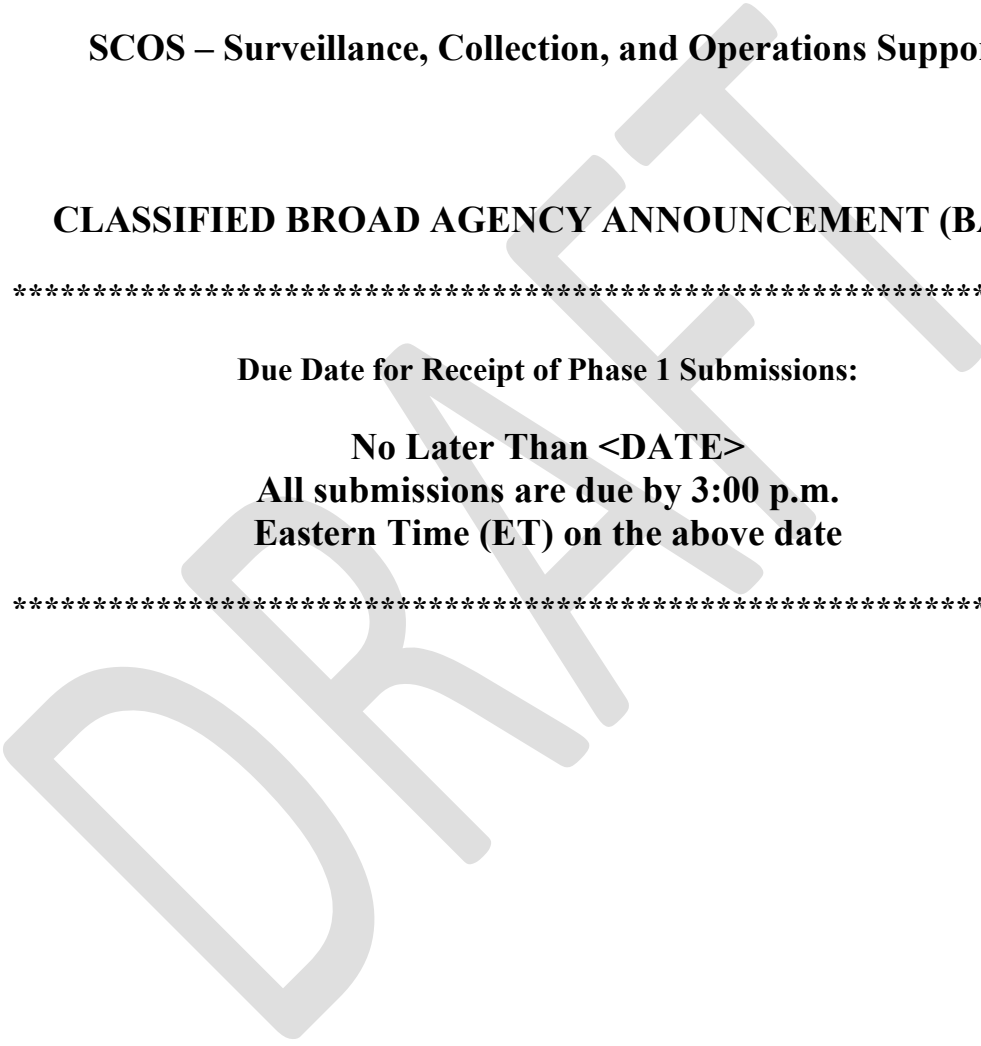 SCOS – Surveillance, Collection, and Operations Suppo
CLASSIFIED BROAD AGENCY ANNOUNCEMENT (BA
*************************************************************
Due Date for Receipt of Phase 1 Submissions:
No Later Than <DATE>
All submissions are due by 3:00 p.m.
Eastern Time (ET) on the above date
*************************************************************
DRAFT